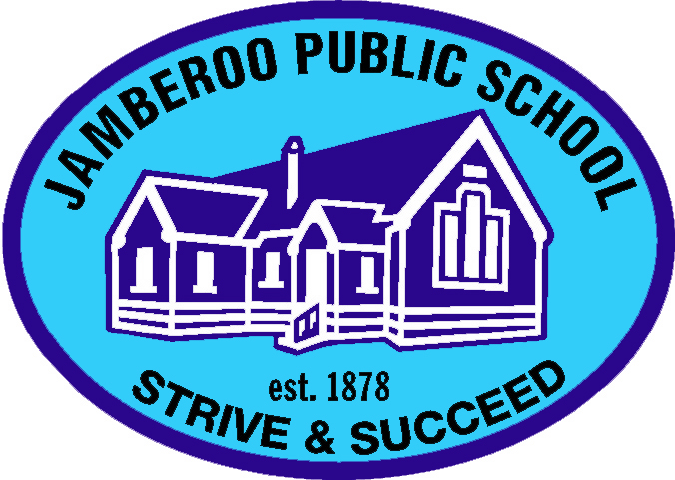 JAMBEROO PUBLIC SCHOOL
est. 1878
STRIVE & SUCCEED